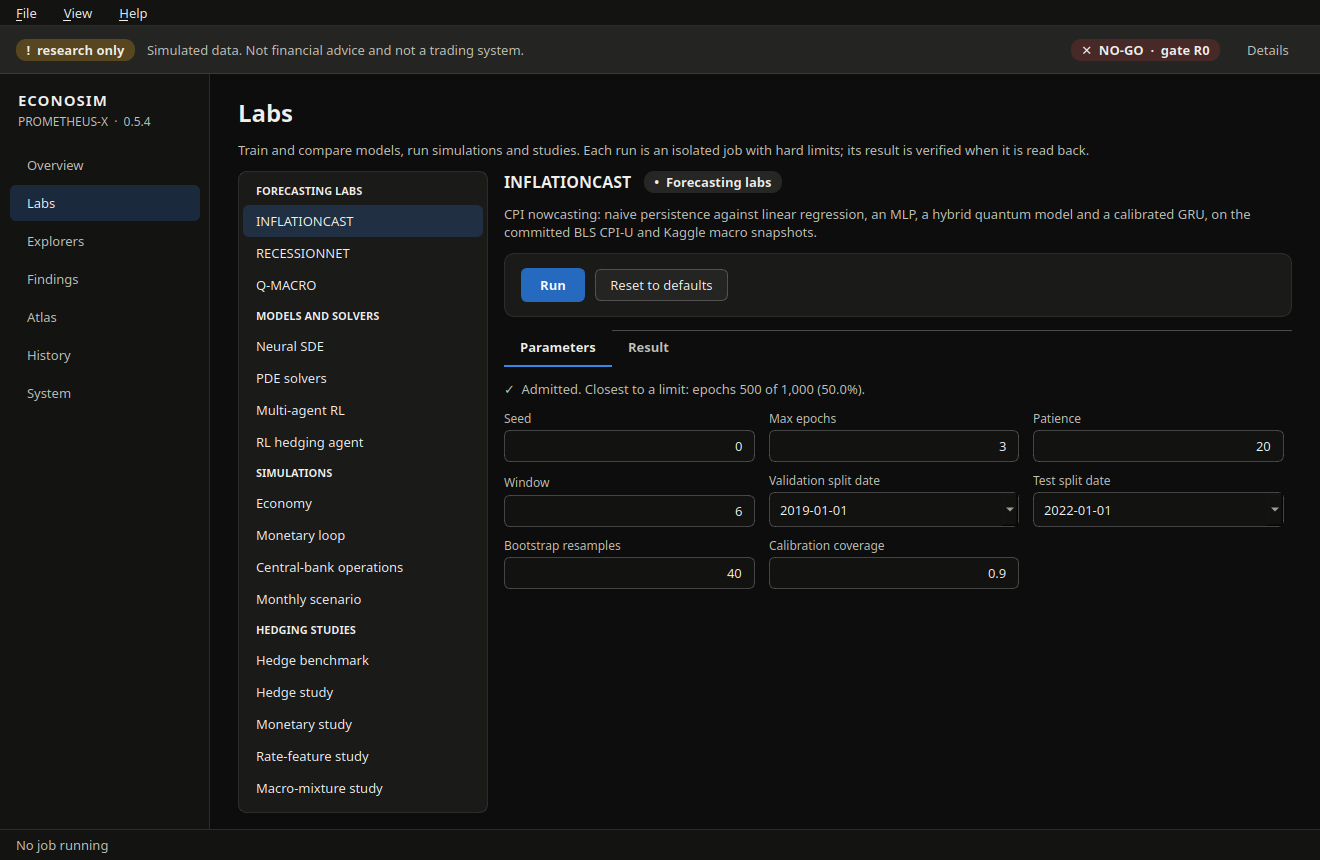 File View Help
! research only Simulated data. Not financial advice and not a trading system. ✕ NO-GO · gate R0 Details
ECONOSIM
PROMETHEUS-X · 0.5.4
Overview
Labs
Explorers
Findings
Atlas
History
System
Labs
Train and compare models, run simulations and studies. Each run is an isolated job with hard limits; its result is verified when it is read back.
FORECASTING LABS
INFLATIONCAST
RECESSIONNET
Q-MACRO
MODELS AND SOLVERS
Neural SDE
PDE solvers
Multi-agent RL
RL hedging agent
SIMULATIONS
Economy
Monetary loop
Central-bank operations
Monthly scenario
HEDGING STUDIES
Hedge benchmark
Hedge study
Monetary study
Rate-feature study
Macro-mixture study
INFLATIONCAST • Forecasting labs
CPI nowcasting: naive persistence against linear regression, an MLP, a hybrid quantum model and a calibrated GRU, on the
committed BLS CPI-U and Kaggle macro snapshots.
Run Reset to defaults
Parameters Result
✓ Admitted. Closest to a limit: epochs 500 of 1,000 (50.0%).
Seed Max epochs Patience
0 3 20
Window Validation split date Test split date
6 2019-01-01 2022-01-01
Bootstrap resamples Calibration coverage
40 0.9
No job running